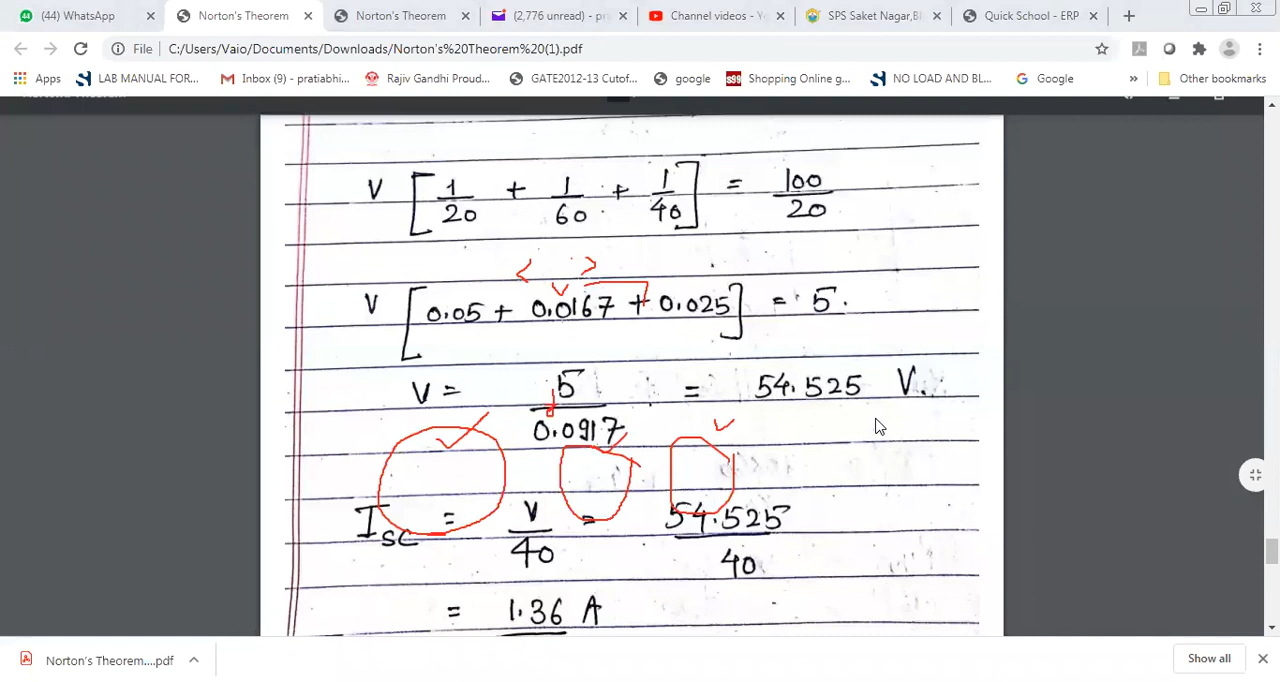 (44) WhatsApp
Norton's Theorem
Norton's Theorem
(2,776 unread) - pr
Channel videos - Y
SPS Saket Nagar,B
Quick School - ERP
File C:/Users/Vaio/Documents/Downloads/Norton's%20Theorem%20(1).pdf
Apps
LAB MANUAL FOR...
Inbox (9) - pratiabhi...
Rajiv Gandhi Proud...
GATE2012-13 Cutof...
google
Shopping Online g...
NO LOAD AND BL...
Google
» Other bookmarks
V [1/20 + 1/60 + 1/40] = 100/20
V [0.05 + 0.0167 + 0.025] = 5.
V = 5/0.0917 = 54.525 V.
Isc = V/40 = 54.525/40
= 1.36 A
Norton's Theorem....pdf
Show all